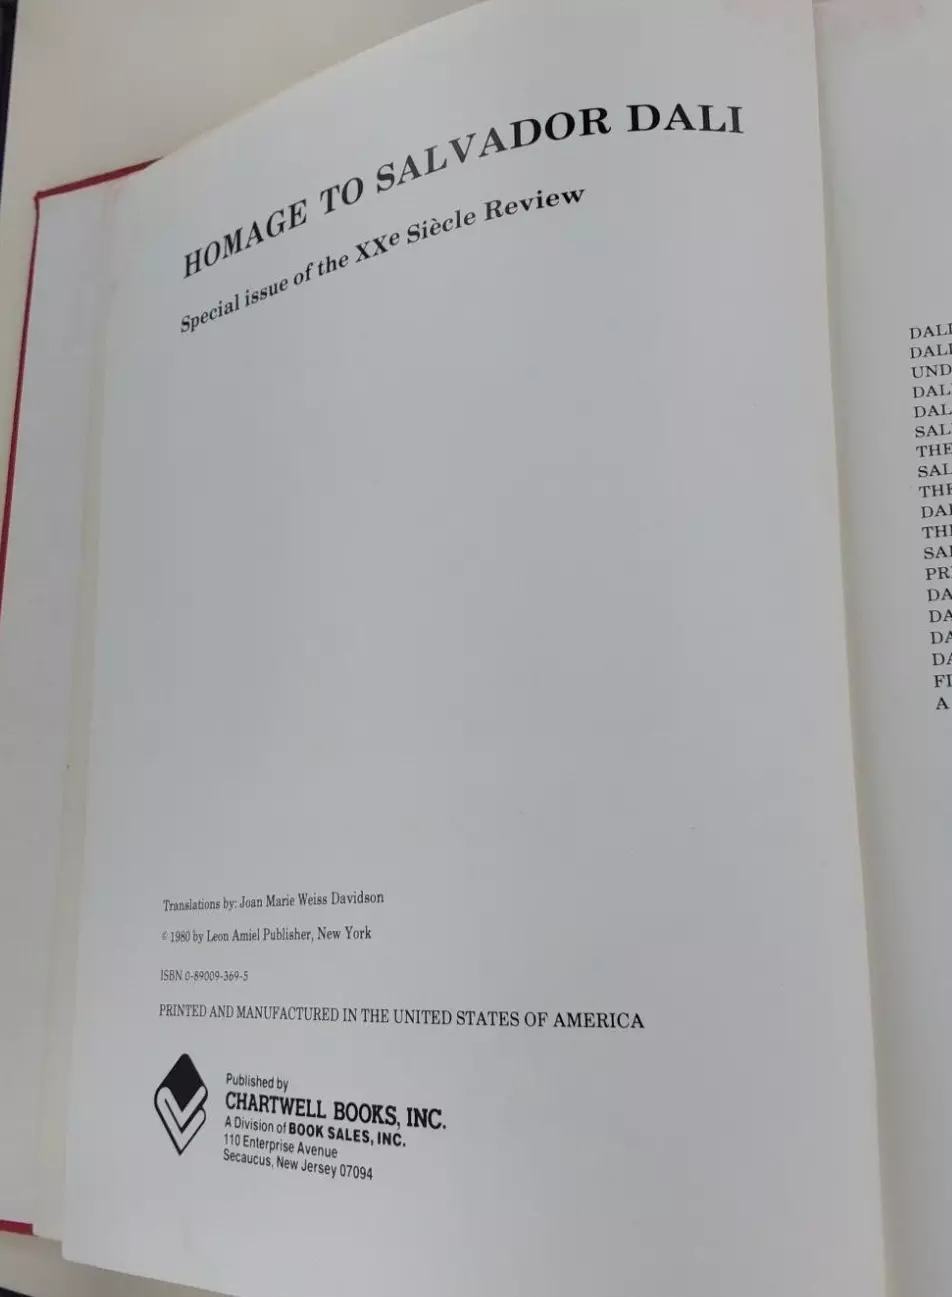 HOMAGE TO SALVADOR DALI
Special issue of the XXe Siècle Review
Translations by: Joan Marie Weiss Davidson
© 1980 by Leon Amiel Publisher, New York
ISBN 0-89009-369-5
PRINTED AND MANUFACTURED IN THE UNITED STATES OF AMERICA
Published by
CHARTWELL BOOKS, INC.
A Division of BOOK SALES, INC.
110 Enterprise Avenue
Secaucus, New Jersey 07094
THE
A